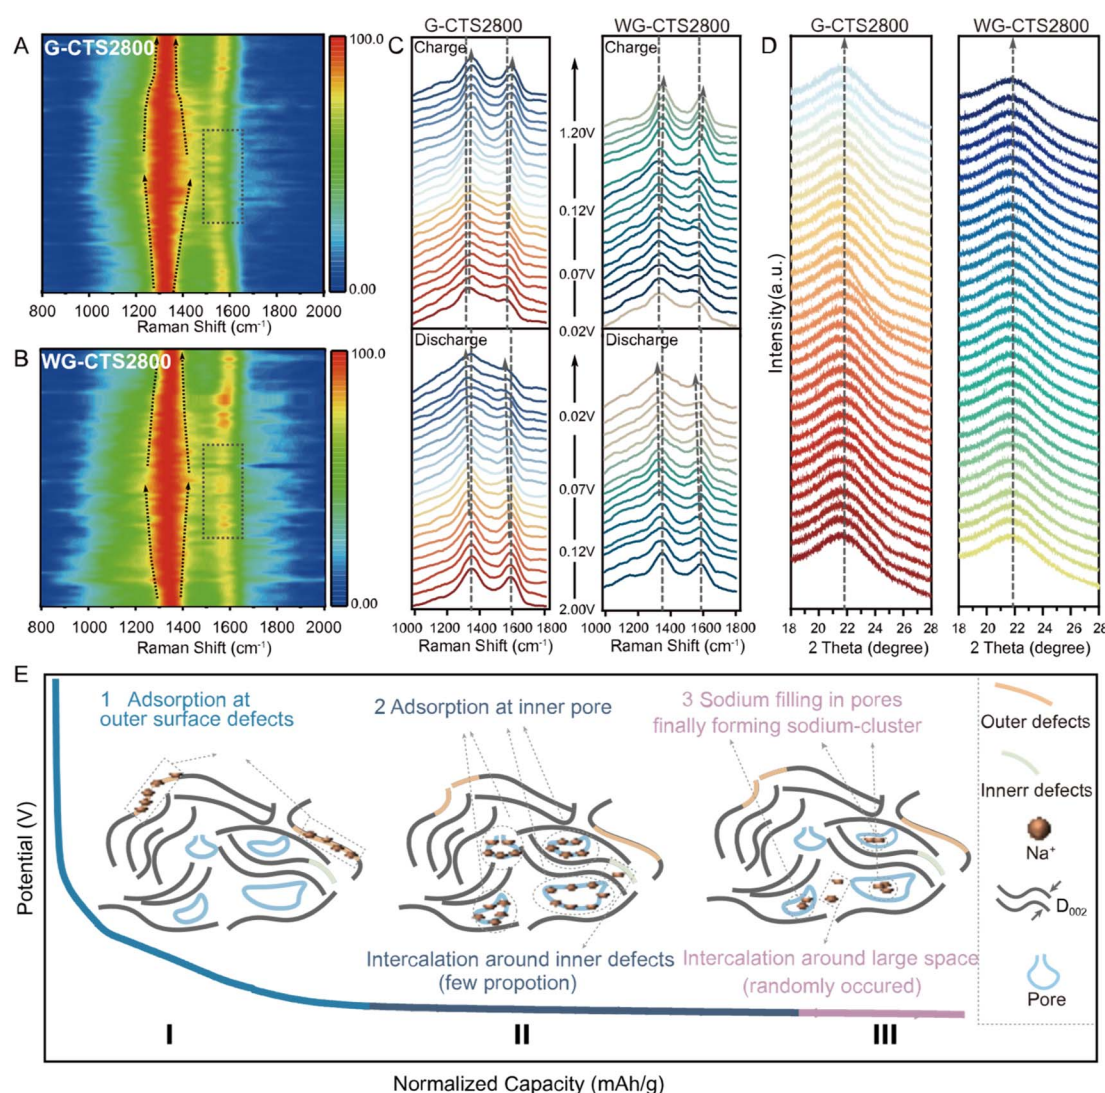 A
G-CTS2800
100.0
0.00
800 1000 1200 1400 1600 1800 2000
Raman Shift (cm⁻¹)
B
WG-CTS2800
100.0
0.00
800 1000 1200 1400 1600 1800 2000
Raman Shift (cm⁻¹)
C
G-CTS2800
WG-CTS2800
Charge
Charge
1.20V
0.12V
0.07V
0.02V
Discharge
Discharge
0.02V
0.07V
0.12V
2.00V
1000 1200 1400 1600 1800
1000 1200 1400 1600 1800
Raman Shift (cm⁻¹)
Raman Shift (cm⁻¹)
D
G-CTS2800
WG-CTS2800
Intensity(a.u.)
18 20 22 24 26 28
18 20 22 24 26 28
2 Theta (degree)
2 Theta (degree)
E
Potential (V)
1 Adsorption at
outer surface defects
2 Adsorption at inner pore
3 Sodium filling in pores
finally forming sodium-cluster
Intercalation around inner defects
(few propotion)
Intercalation around large space
(randomly occured)
I
II
III
Normalized Capacity (mAh/g)
Outer defects
Innerr defects
Na⁺
D₀₀₂
Pore